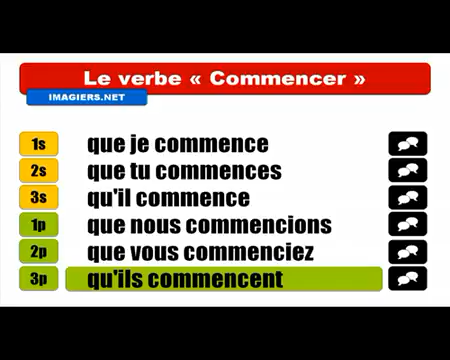 Le verbe « Commencer »
IMAGIERS.NET
1s que je commence
2s que tu commences
3s qu'il commence
1p que nous commencions
2p que vous commenciez
3p qu'ils commencent